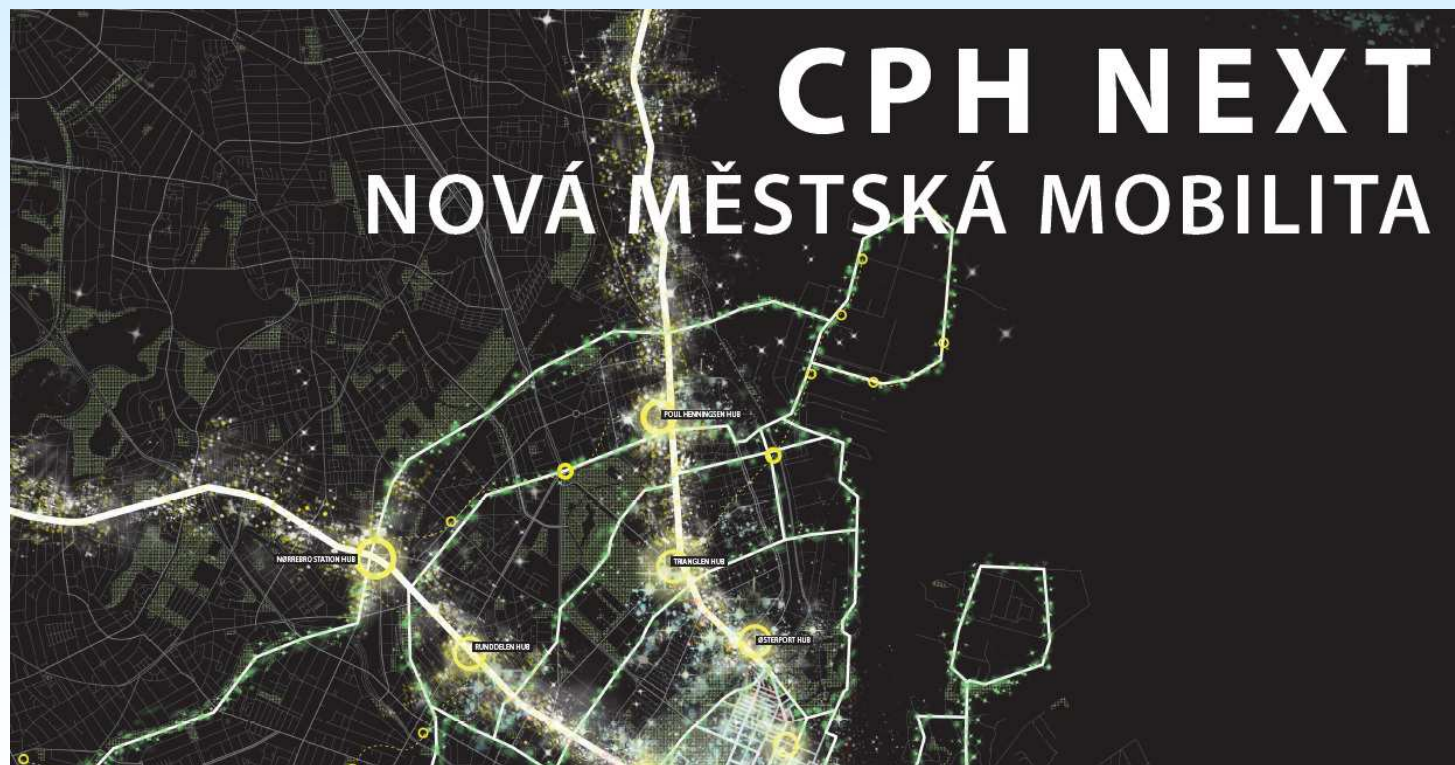 CPH NEXT
NOVÁ MĚSTSKÁ MOBILITA
POUL HENNINGSEN HUB
NØRREBRO STATION HUB
TRIANGLEN HUB
ØSTERPORT HUB
RUNDDELEN HUB